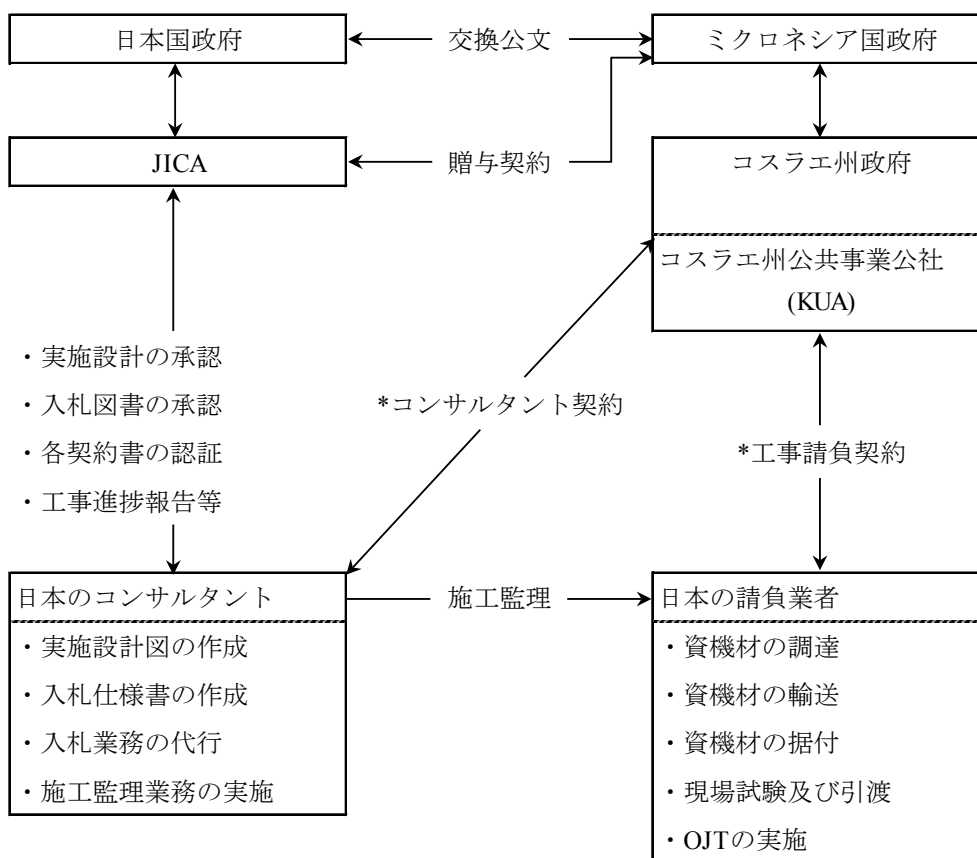 日本国政府
交換公文
ミクロネシア国政府
JICA
贈与契約
コスラエ州政府
コスラエ州公共事業公社
(KUA)
・実施設計の承認
・入札図書の承認
・各契約書の認証
・工事進捗報告等
*コンサルタント契約
*工事請負契約
日本のコンサルタント
・実施設計図の作成
・入札仕様書の作成
・入札業務の代行
・施工監理業務の実施
施工監理
日本の請負業者
・資機材の調達
・資機材の輸送
・資機材の据付
・現場試験及び引渡
・OJTの実施